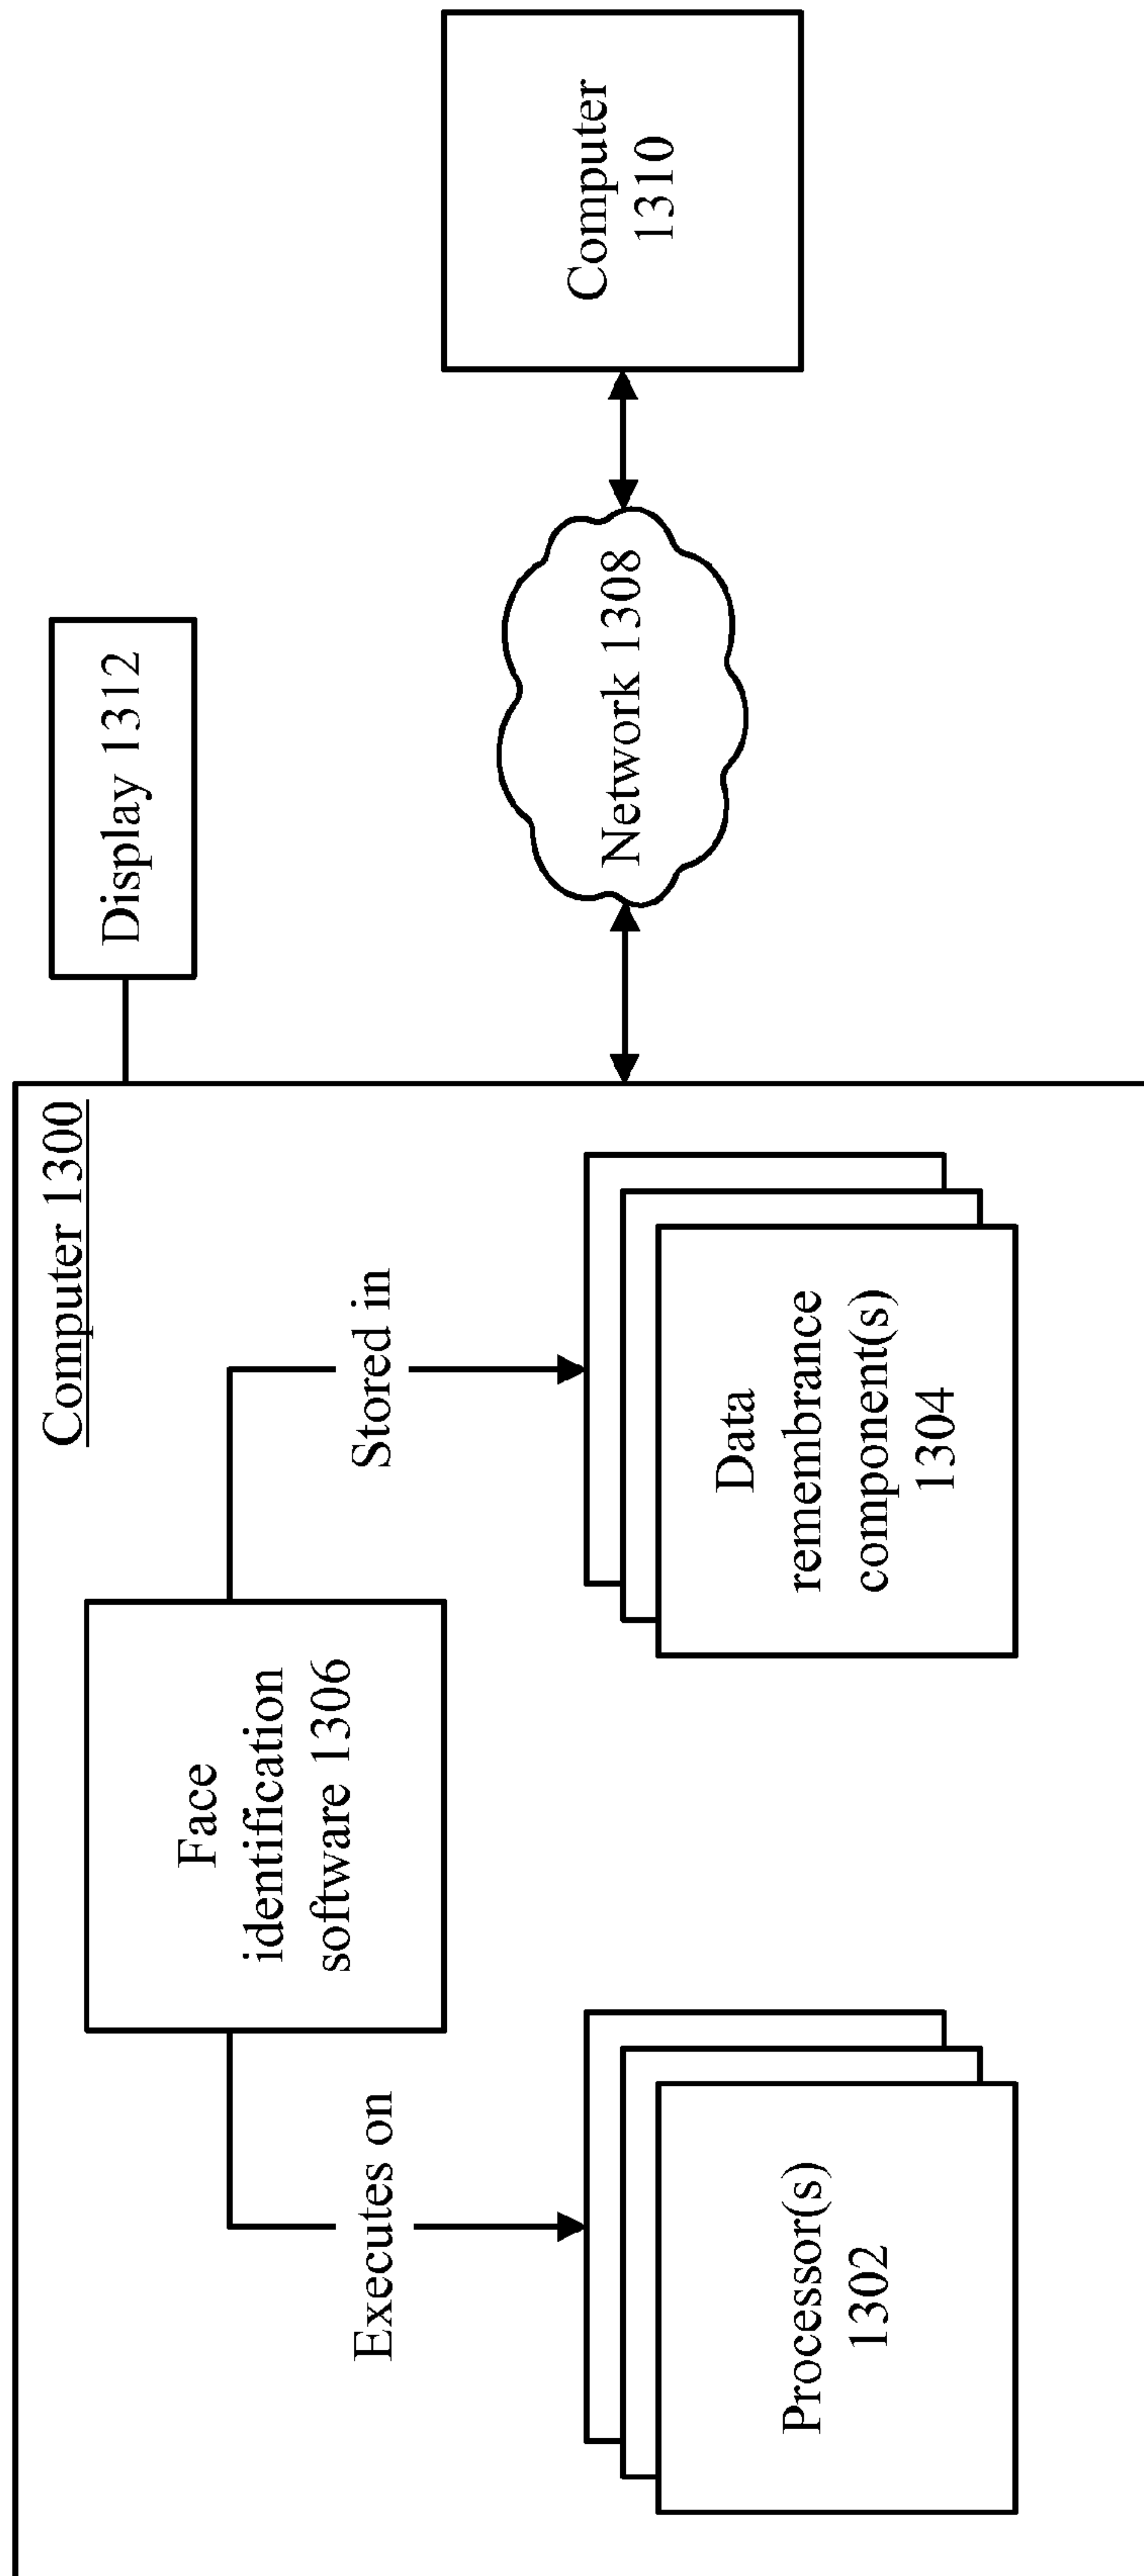 Computer 1300
Face
identification
software 1306
Executes on
Stored in
Processor(s)
1302
Data
remembrance
component(s)
1304
Display 1312
Network 1308
Computer
1310